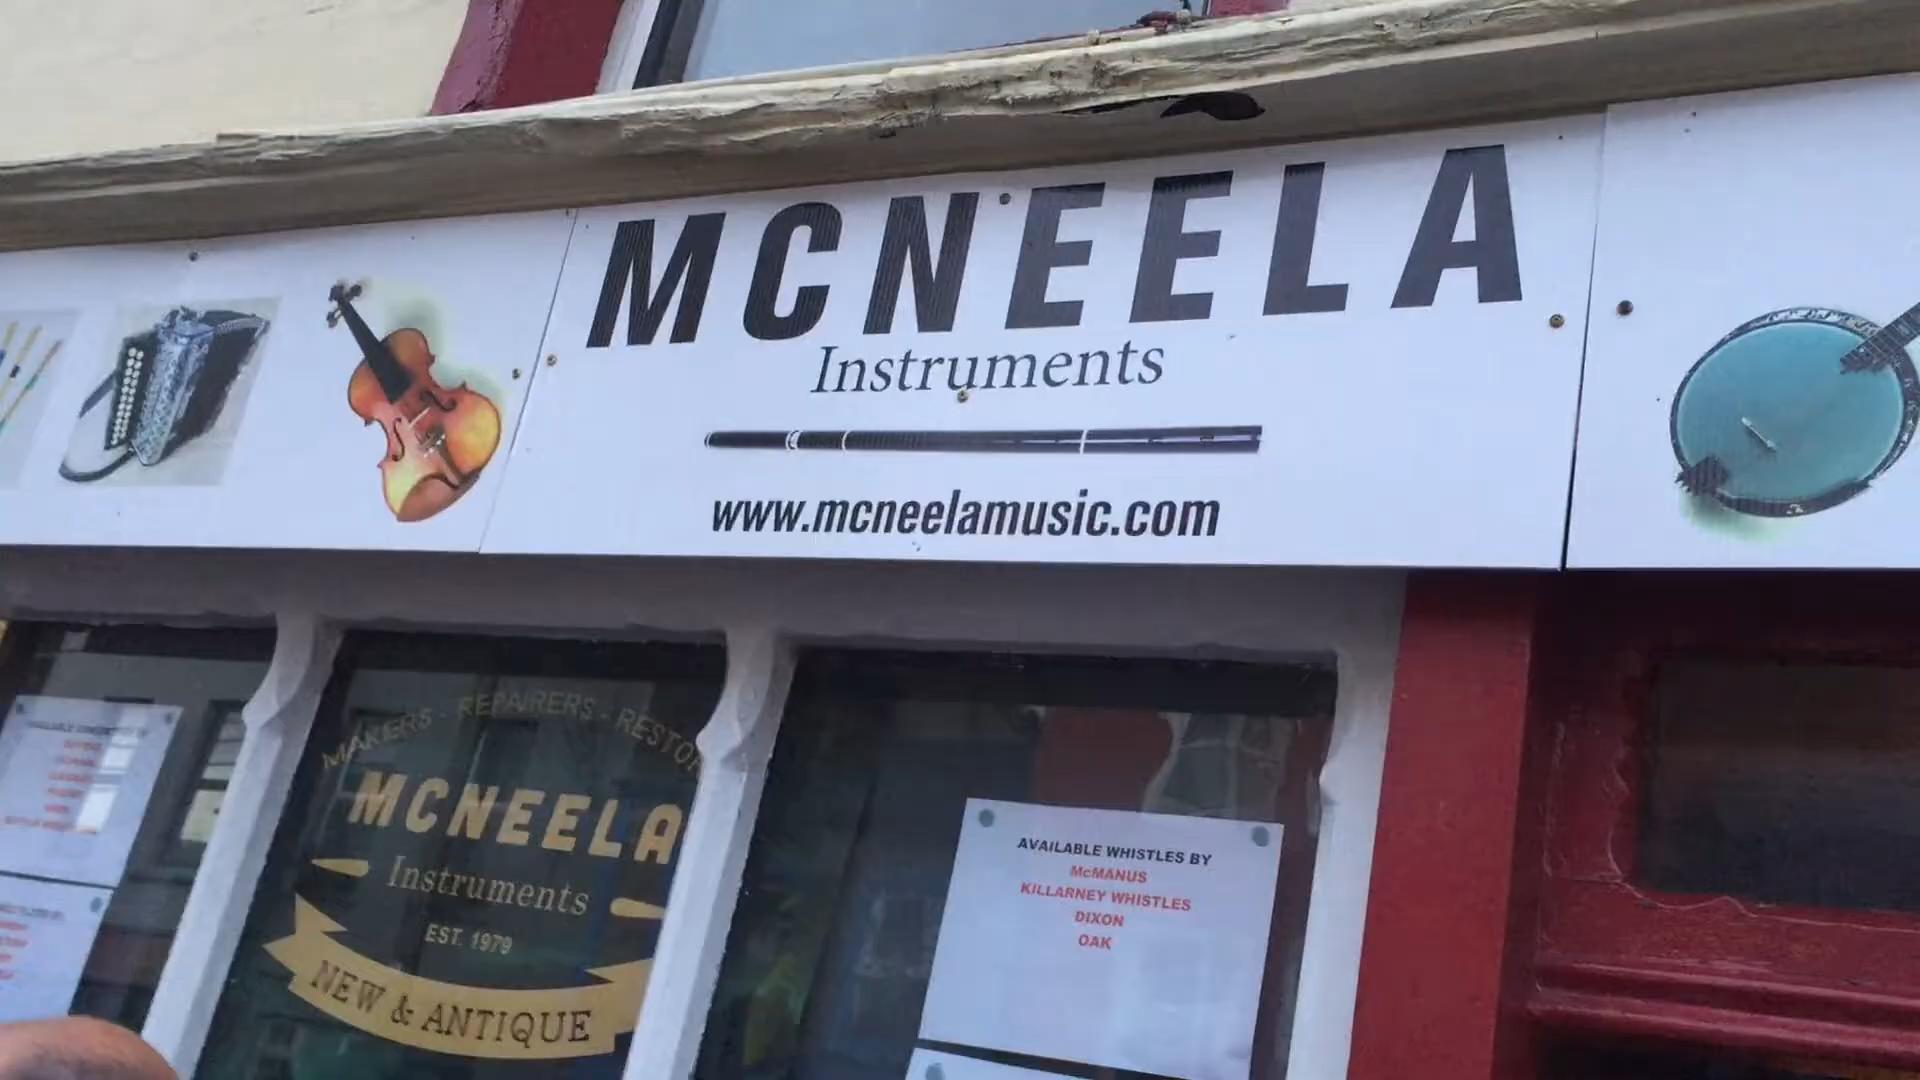 MCNEELA
Instruments
www.mcneelamusic.com
MAKERS - REPAIRERS - RESTOR
MCNEELA
Instruments
EST. 1979
NEW & ANTIQUE
AVAILABLE WHISTLES BY
McMANUS
KILLARNEY WHISTLES
DIXON
OAK